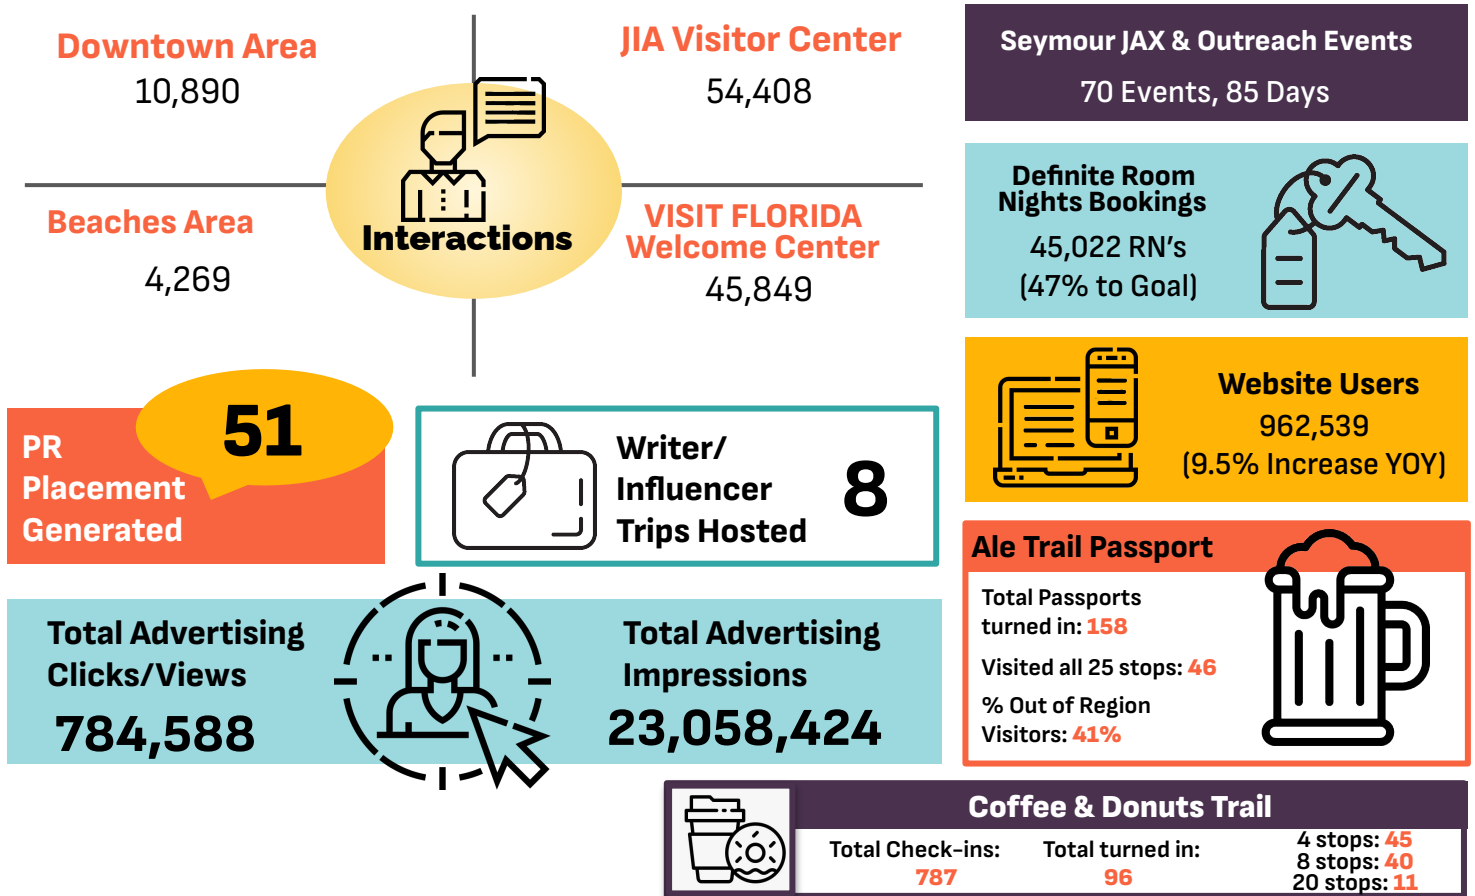 Downtown Area
10,890
JIA Visitor Center
54,408
Interactions
Beaches Area
4,269
VISIT FLORIDA
Welcome Center
45,849
Seymour JAX & Outreach Events
70 Events, 85 Days
Definite Room
Nights Bookings
45,022 RN's
(47% to Goal)
Website Users
962,539
(9.5% Increase YOY)
PR
Placement
Generated
51
Writer/
Influencer
Trips Hosted
8
Total Advertising
Clicks/Views
784,588
Total Advertising
Impressions
23,058,424
Ale Trail Passport
Total Passports
turned in: 158
Visited all 25 stops: 46
% Out of Region
Visitors: 41%
Coffee & Donuts Trail
Total Check-ins:
787
Total turned in:
96
4 stops: 45
8 stops: 40
20 stops: 11